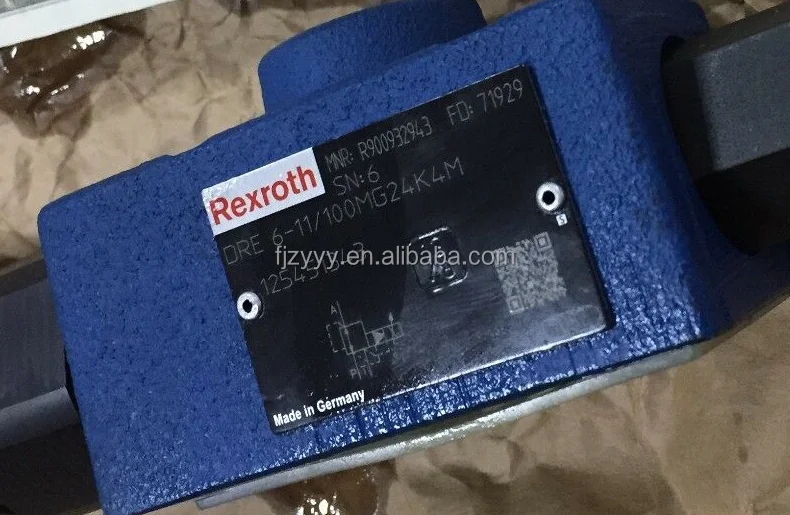 Rexroth
MNR: R900932943 FD: 71929
SN: 6
DRE 6-11/100MG24K4M
fjzyyy.en.alibaba.com
A
P T
Made in Germany
S